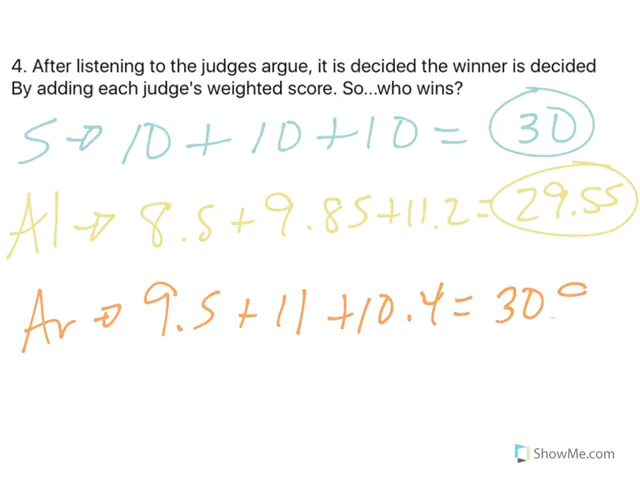 4. After listening to the judges argue, it is decided the winner is decided
By adding each judge's weighted score. So...who wins?
S → 10 + 10 + 10 = 30
Al → 8.5 + 9.85 + 11.2 = 29.55
Ar → 9.5 + 11 + 10.4 = 30.
ShowMe.com